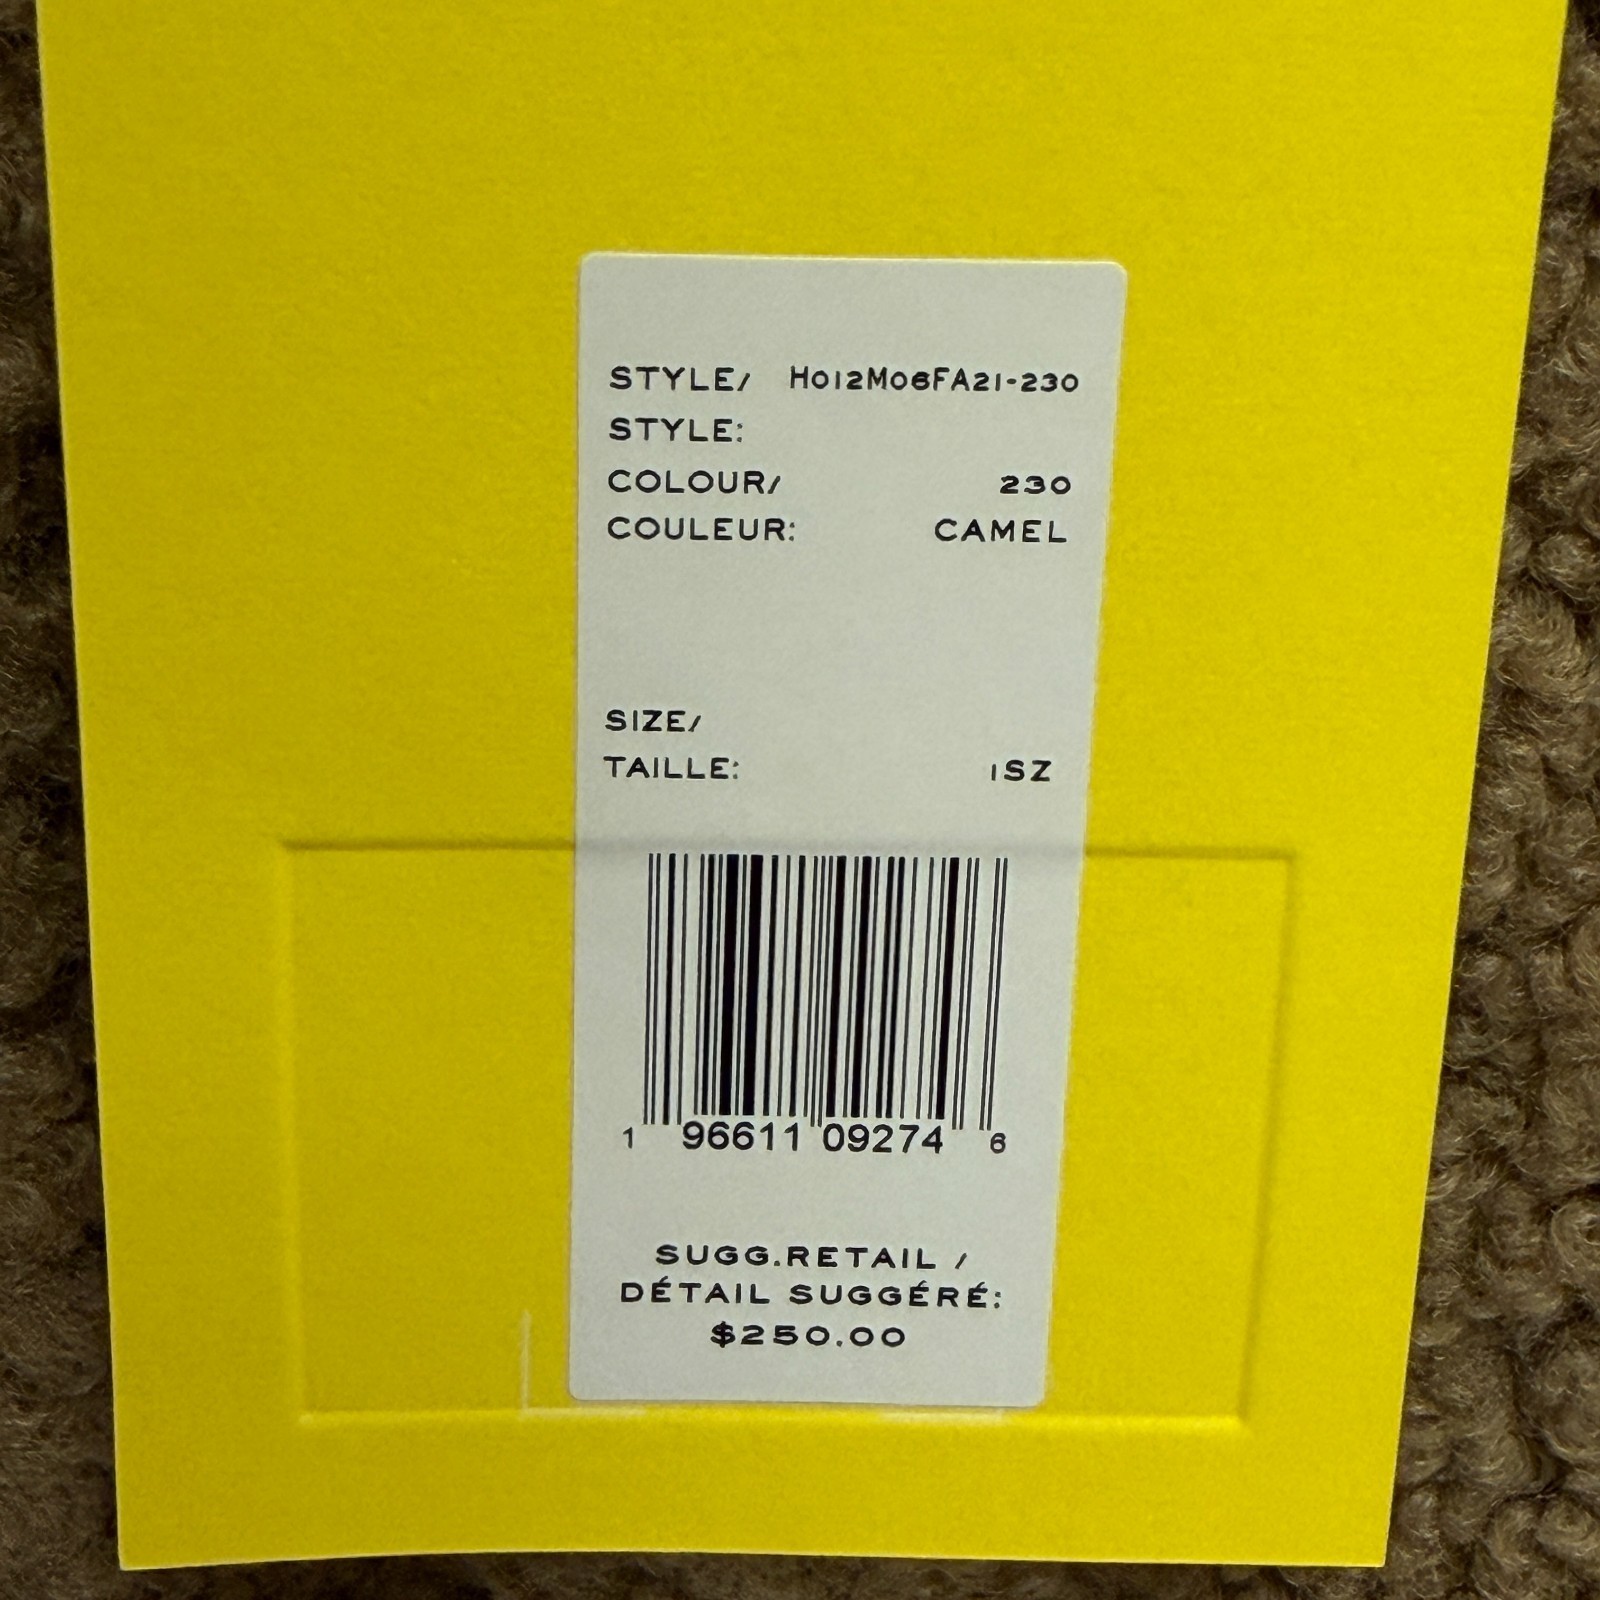 STYLE/ H012M06FA21-230
STYLE:
COLOUR/ 230
COULEUR: CAMEL
SIZE/
TAILLE: 1SZ
1 96611 09274 6
SUGG.RETAIL /
DÉTAIL SUGGÉRÉ:
$250.00